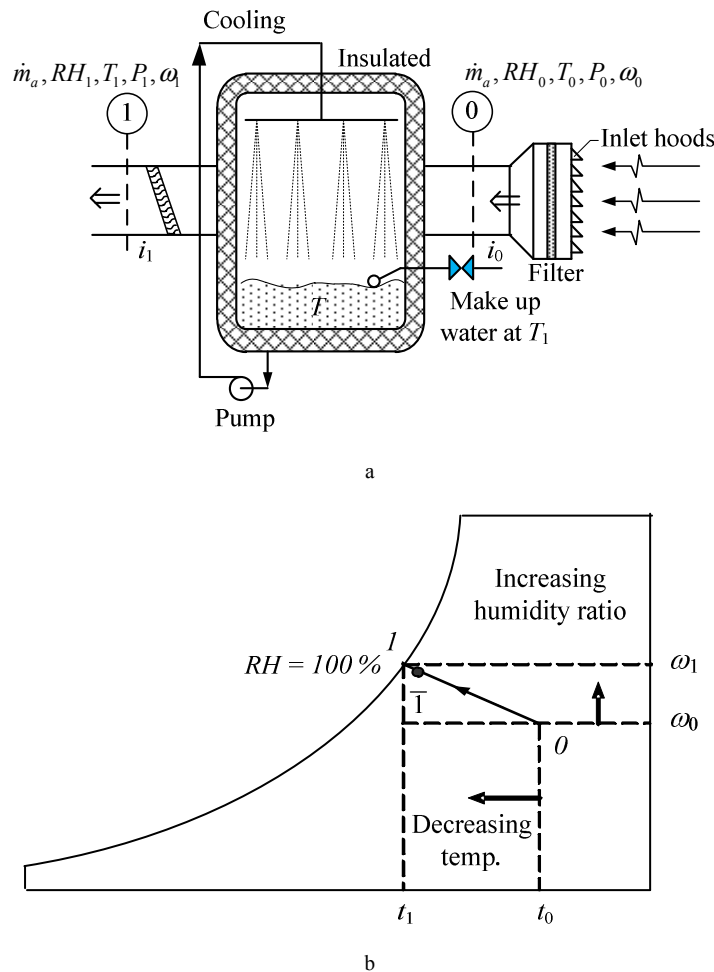 Cooling
Insulated
ṁₐ, RH₁, T₁, P₁, ω₁
ṁₐ, RH₀, T₀, P₀, ω₀
1
0
Inlet hoods
i₁
i₀
Filter
T
Make up
water at T₁
Pump
a
Increasing
humidity ratio
1
RH = 100 %
ω₁
1̅
ω₀
0
Decreasing
temp.
t₁
t₀
b